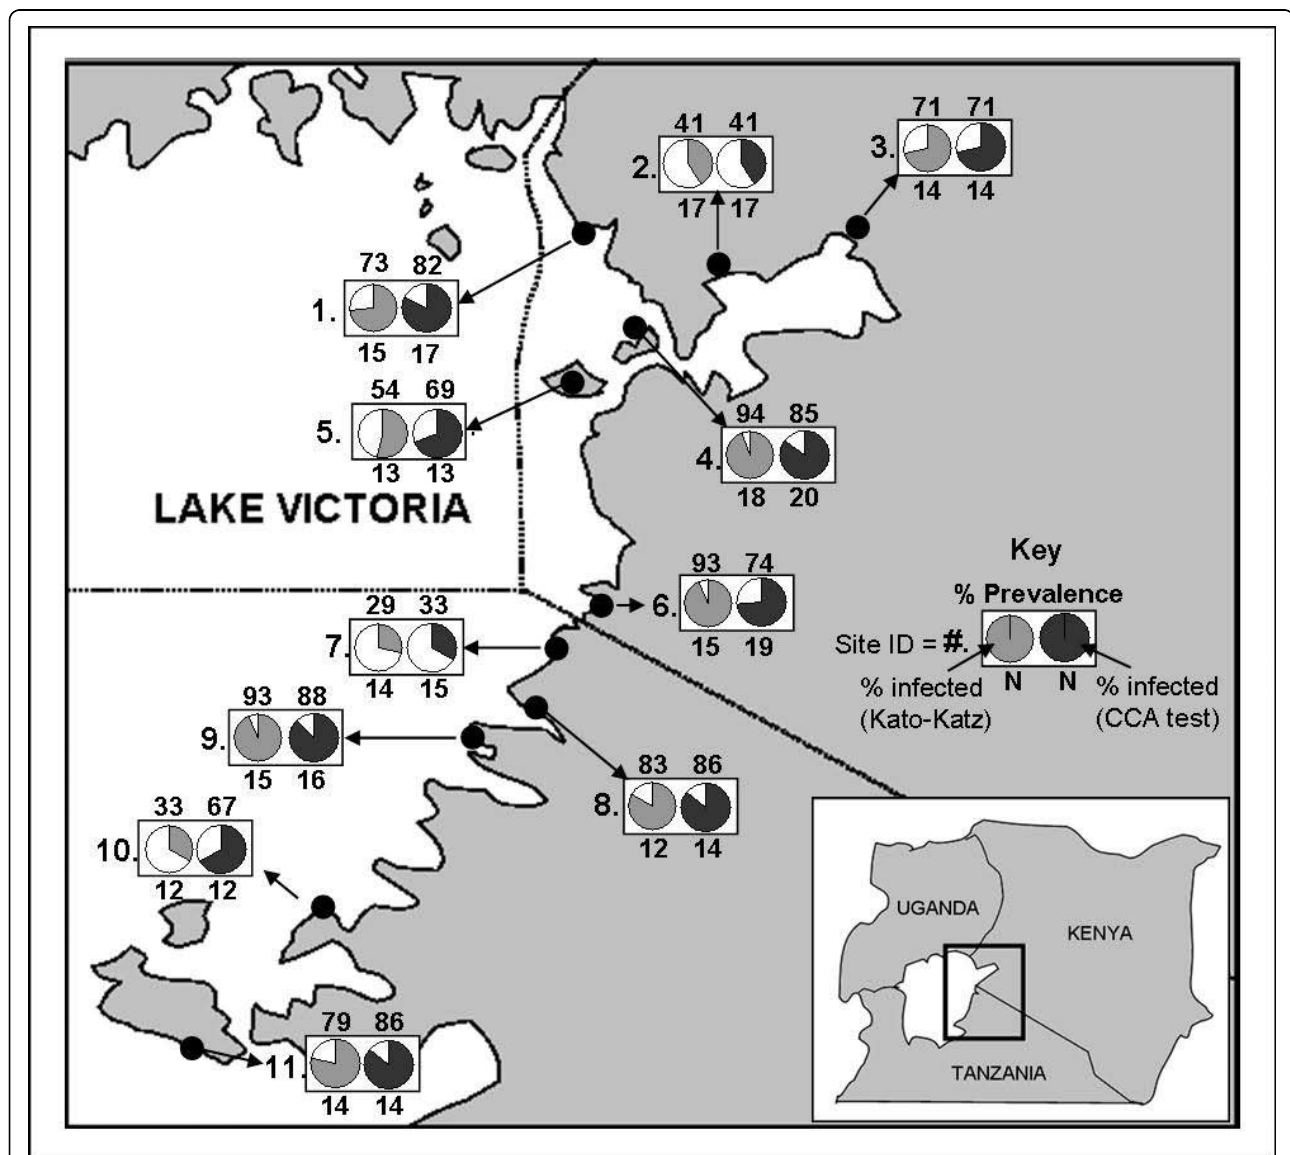 41 41
2.
17 17
71 71
3.
14 14
73 82
1.
15 17
54 69
5.
13 13
94 85
4.
18 20
LAKE VICTORIA
Key
% Prevalence
Site ID = #.
N N
% infected
(Kato-Katz)
% infected
(CCA test)
93 74
6.
15 19
29 33
7.
14 15
93 88
9.
15 16
83 86
8.
12 14
33 67
10.
12 12
79 86
11.
14 14
UGANDA
KENYA
TANZANIA